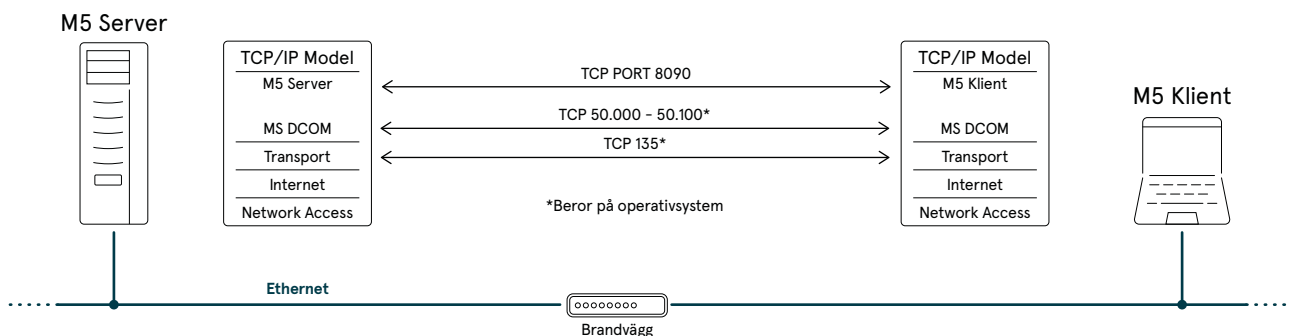 M5 Server
TCP/IP Model
M5 Server
MS DCOM
Transport
Internet
Network Access
TCP PORT 8090
TCP 50.000 - 50.100*
TCP 135*
*Beror på operativsystem
TCP/IP Model
M5 Klient
MS DCOM
Transport
Internet
Network Access
M5 Klient
Ethernet
Brandvägg